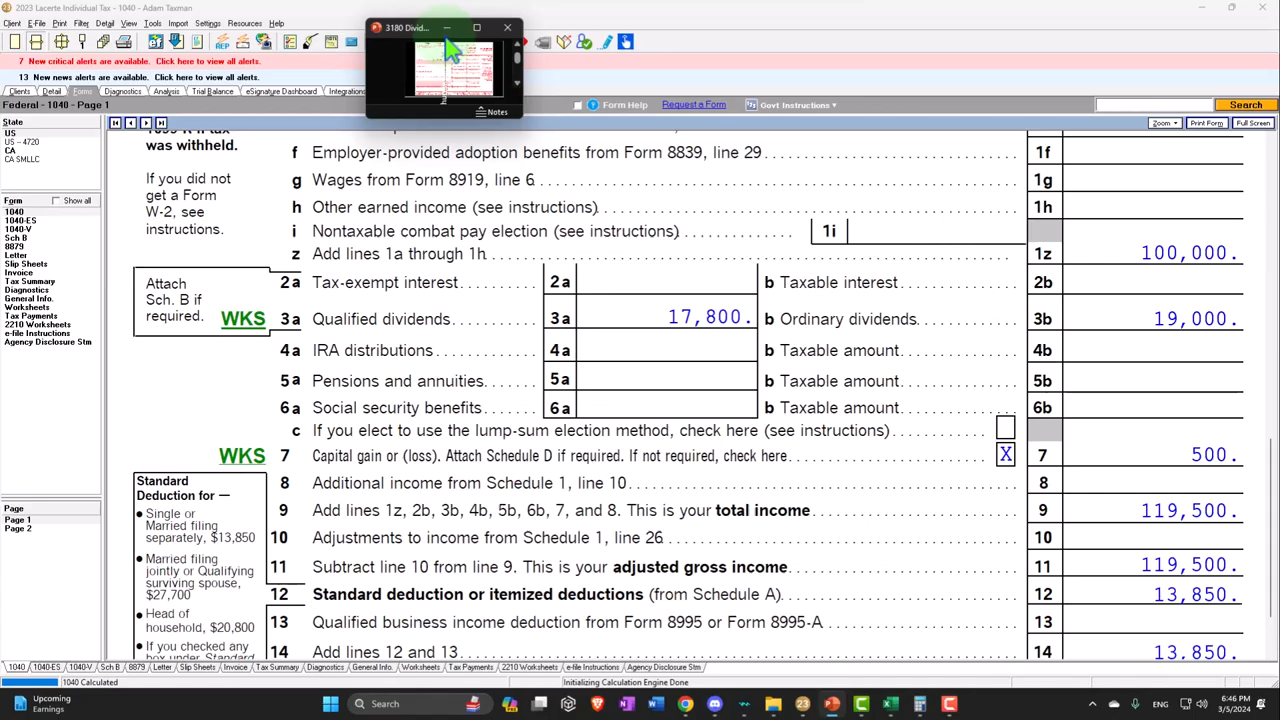 2023 Lacerte Individual Tax - 1040 - Adam Taxman
Client E-File Print Filter Detail View Tools Import Settings Resources
7 New critical alerts are available. Click here to view all alerts.
13 New news alerts are available. Click here to view all alerts.
Clients Detail Forms Diagnostics Analysis Trial Balance eSignature Dashboard Integrations
3180 Divid...
Notes
Federal - 1040 - Page 1
Form Help Request a Form Govt Instructions Search
Zoom Print Form Full Screen
State
US
US – 4720
CA
CA SMLLC
Form Show all
1040
1040-ES
1040-V
Sch B
8879
Letter
Slip Sheets
Invoice
Tax Summary
Diagnostics
General Info.
Worksheets
Tax Payments
2210 Worksheets
e-file Instructions
Agency Disclosure Stm
Page
Page 1
Page 2
1099-R if tax
was withheld.
If you did not
get a Form
W-2, see
instructions.
f Employer-provided adoption benefits from Form 8839, line 29 1f
g Wages from Form 8919, line 6 1g
h Other earned income (see instructions) 1h
i Nontaxable combat pay election (see instructions) 1i
z Add lines 1a through 1h 1z 100,000.
Attach
Sch. B if
required.
2a Tax-exempt interest 2a b Taxable interest 2b
WKS 3a Qualified dividends 3a 17,800. b Ordinary dividends 3b 19,000.
4a IRA distributions 4a b Taxable amount 4b
5a Pensions and annuities 5a b Taxable amount 5b
6a Social security benefits 6a b Taxable amount 6b
c If you elect to use the lump-sum election method, check here (see instructions)
WKS 7 Capital gain or (loss). Attach Schedule D if required. If not required, check here X 7 500.
Standard
Deduction for —
• Single or
Married filing
separately, $13,850
• Married filing
jointly or Qualifying
surviving spouse,
$27,700
• Head of
household, $20,800
• If you checked any
box under Standard
8 Additional income from Schedule 1, line 10 8
9 Add lines 1z, 2b, 3b, 4b, 5b, 6b, 7, and 8. This is your total income 9 119,500.
10 Adjustments to income from Schedule 1, line 26 10
11 Subtract line 10 from line 9. This is your adjusted gross income 11 119,500.
12 Standard deduction or itemized deductions (from Schedule A) 12 13,850.
13 Qualified business income deduction from Form 8995 or Form 8995-A 13
14 Add lines 12 and 13 14 13,850.
1040 1040-ES 1040-V Sch B 8879 Letter Slip Sheets Invoice Tax Summary Diagnostics General Info. Worksheets Tax Payments 2210 Worksheets e-file Instructions Agency Disclosure Stm
1040 Calculated Initializing Calculation Engine Done
Upcoming
Earnings
Search
6:46 PM
3/5/2024